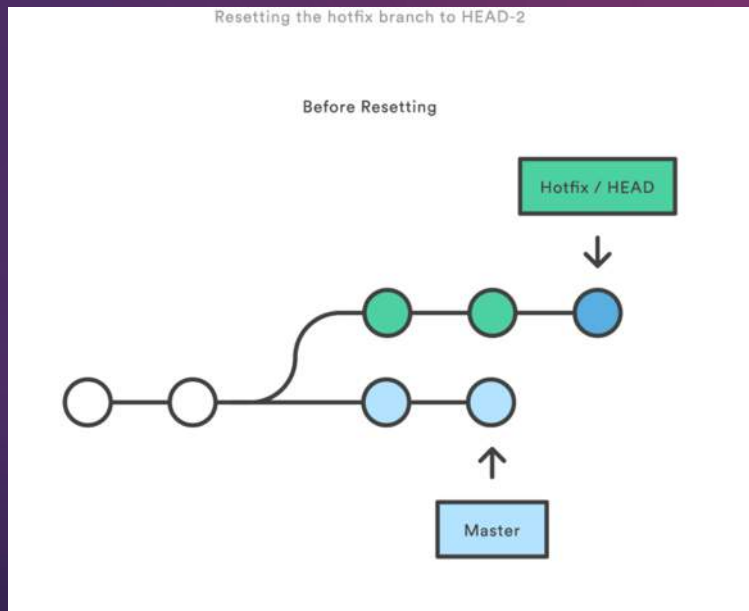 Resetting the hotfix branch to HEAD-2
Before Resetting
Hotfix / HEAD
Master